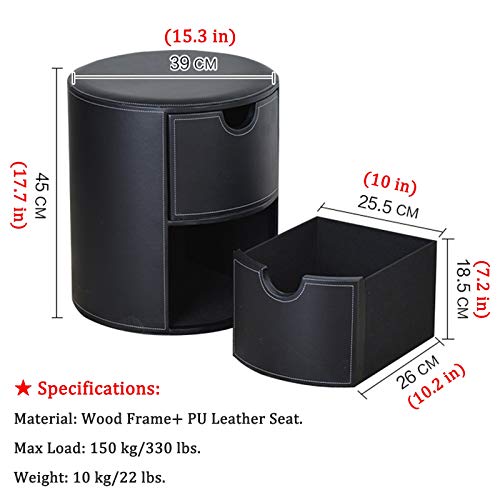 (15.3 in)
39 CM
45 CM
(17.7 in)
(10 in)
25.5 CM
18.5 CM
(7.2 in)
26 CM
(10.2 in)
★ Specifications:
Material: Wood Frame+ PU Leather Seat.
Max Load: 150 kg/330 lbs.
Weight: 10 kg/22 lbs.